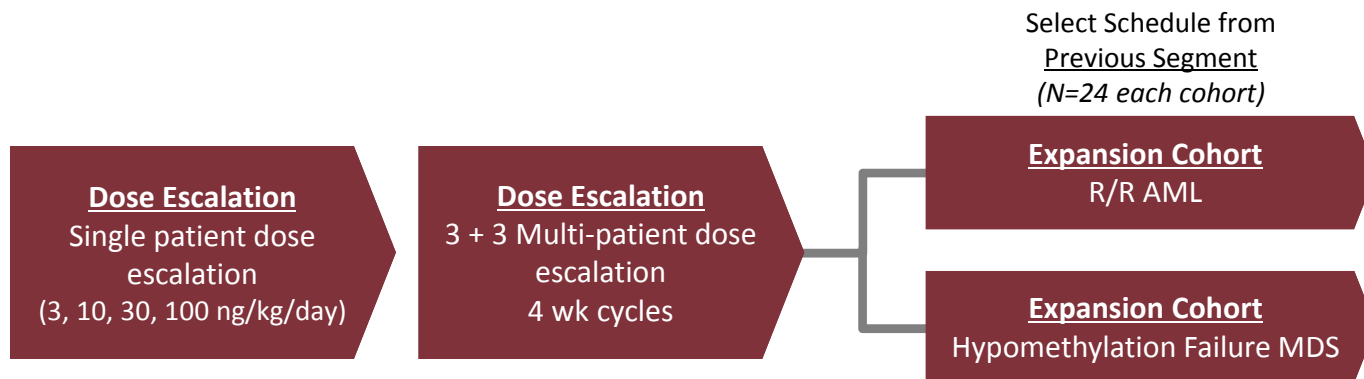 Select Schedule from
Previous Segment
(N=24 each cohort)
Dose Escalation
Single patient dose
escalation
(3, 10, 30, 100 ng/kg/day)
Dose Escalation
3 + 3 Multi-patient dose
escalation
4 wk cycles
Expansion Cohort
R/R AML
Expansion Cohort
Hypomethylation Failure MDS